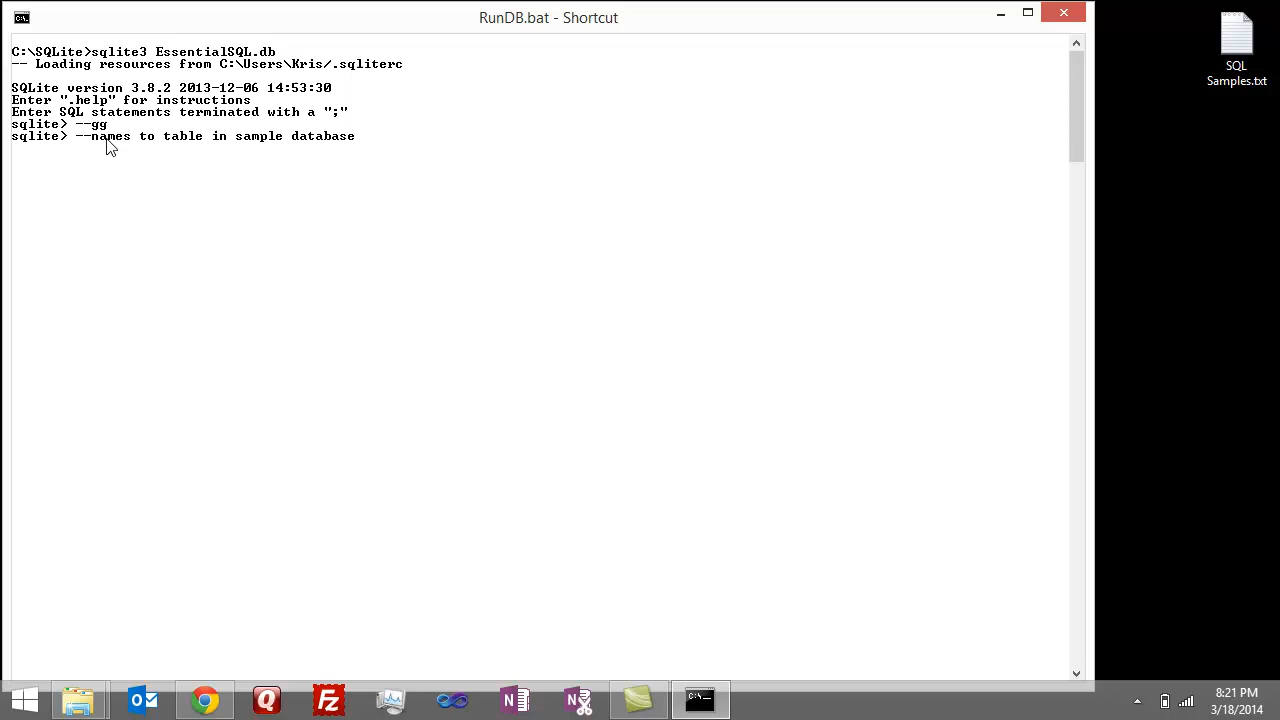 RunDB.bat - Shortcut
C:\SQLite>sqlite3 EssentialSQL.db
-- Loading resources from C:\Users\Kris/.sqliterc
SQLite version 3.8.2 2013-12-06 14:53:30
Enter ".help" for instructions
Enter SQL statements terminated with a ";"
sqlite> --gg
sqlite> --names to table in sample database
SQL
Samples.txt
8:21 PM
3/18/2014